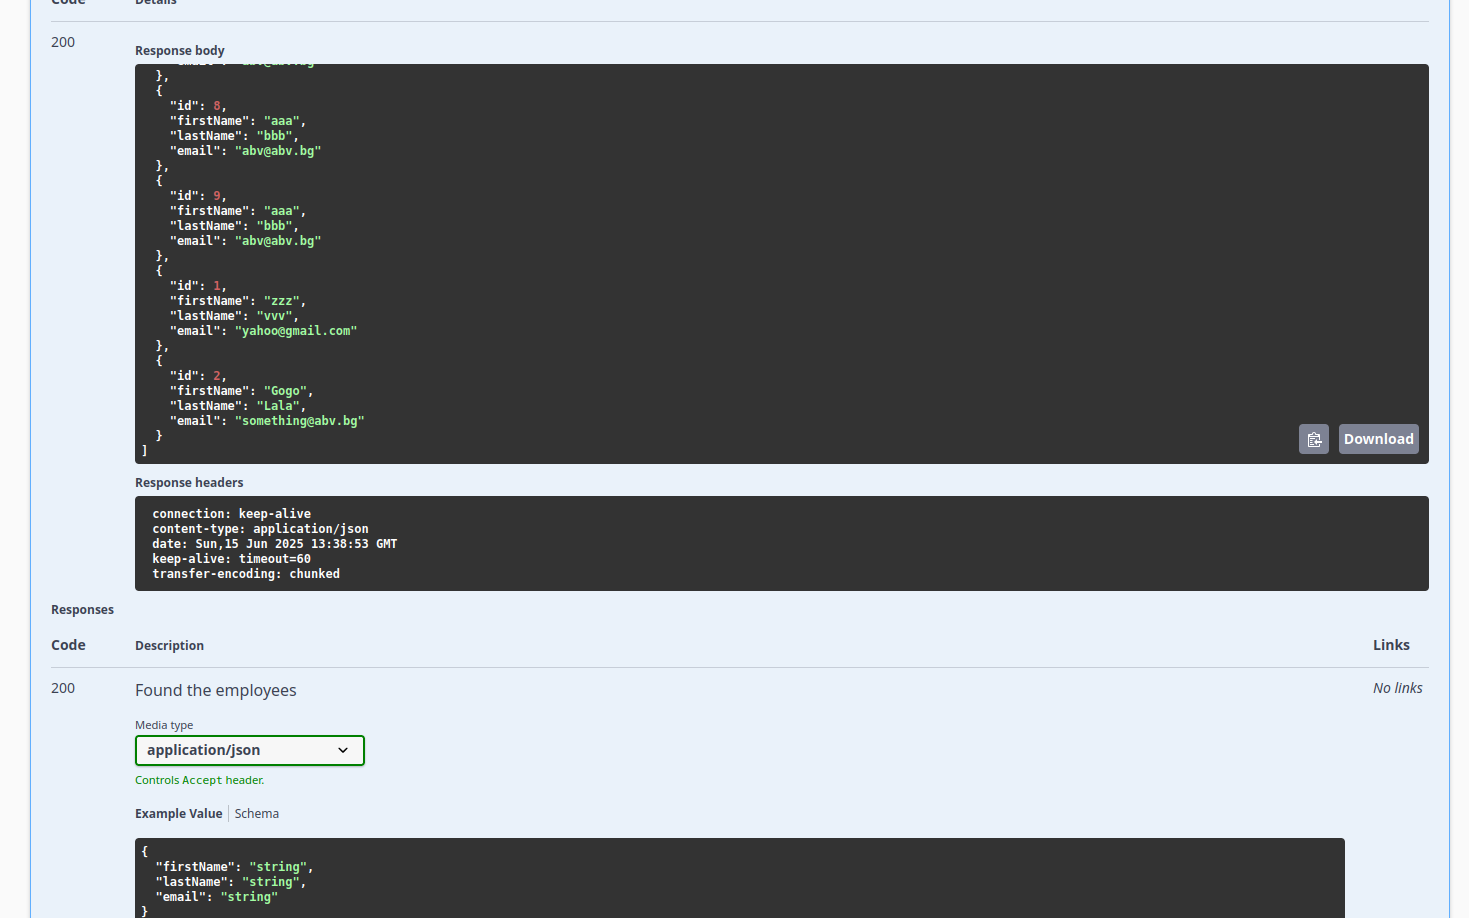 Code Details
200
Response body
"email": "abv@abv.bg"
},
{
"id": 8,
"firstName": "aaa",
"lastName": "bbb",
"email": "abv@abv.bg"
},
{
"id": 9,
"firstName": "aaa",
"lastName": "bbb",
"email": "abv@abv.bg"
},
{
"id": 1,
"firstName": "zzz",
"lastName": "vvv",
"email": "yahoo@gmail.com"
},
{
"id": 2,
"firstName": "Gogo",
"lastName": "Lala",
"email": "something@abv.bg"
}
]
Download
Response headers
connection: keep-alive
content-type: application/json
date: Sun,15 Jun 2025 13:38:53 GMT
keep-alive: timeout=60
transfer-encoding: chunked
Responses
Code Description Links
200 Found the employees No links
Media type
application/json
Controls Accept header.
Example Value Schema
{
"firstName": "string",
"lastName": "string",
"email": "string"
}